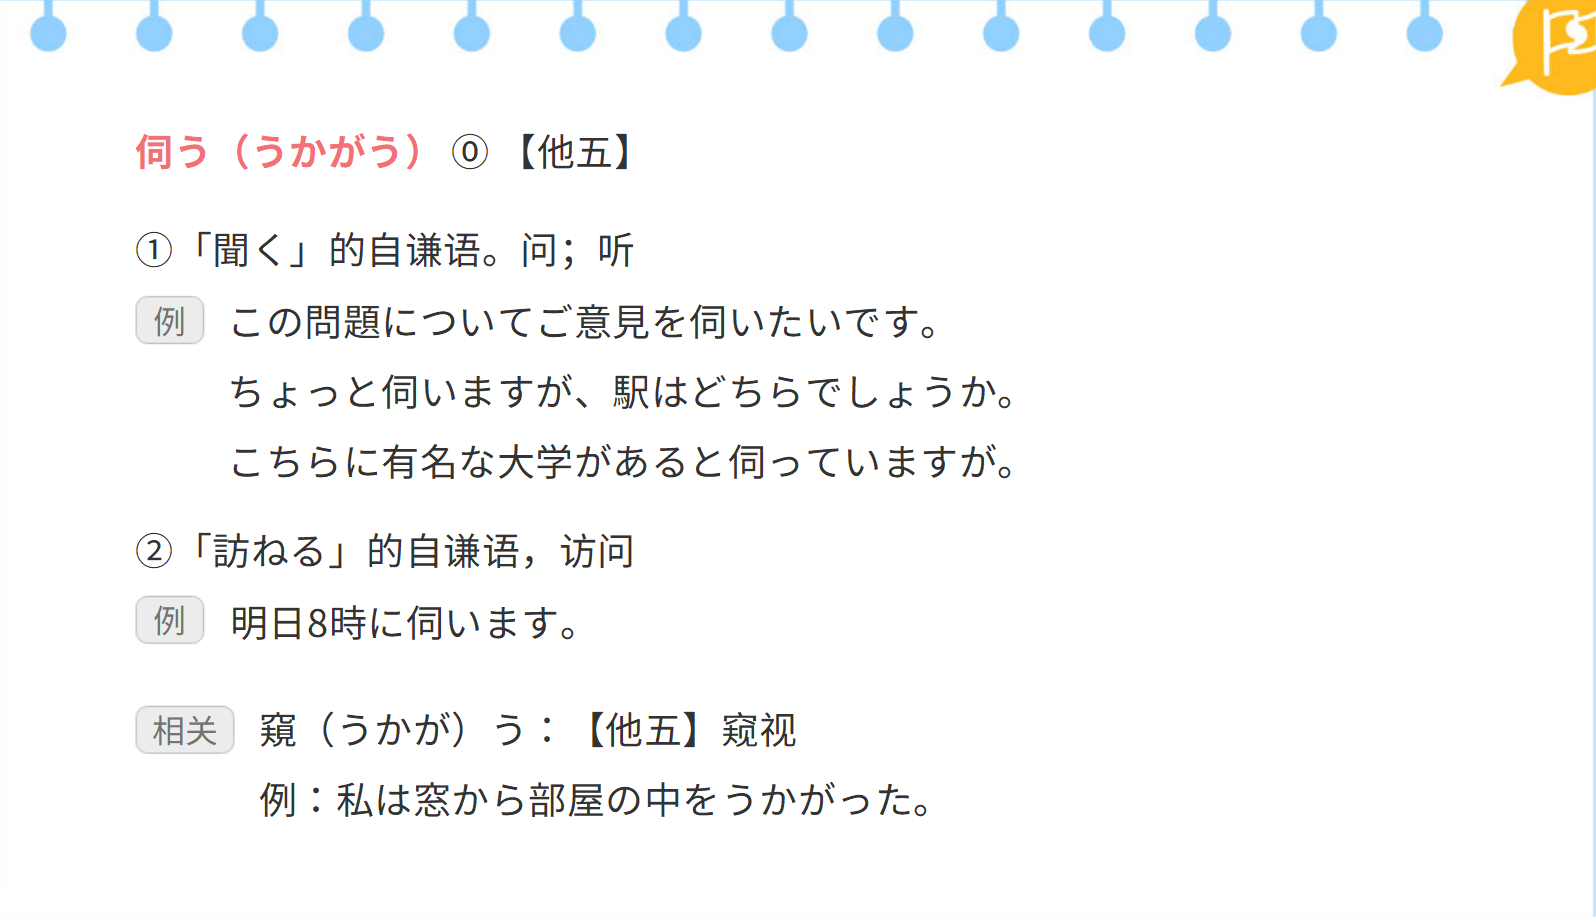 伺う（うかがう）⓪【他五】
①「聞く」的自谦语。问；听
例 この問題についてご意見を伺いたいです。
ちょっと伺いますが、駅はどちらでしょうか。
こちらに有名な大学があると伺っていますが。
②「訪ねる」的自谦语，访问
例 明日8時に伺います。
相关 窺（うかが）う：【他五】窥视
例：私は窓から部屋の中をうかがった。